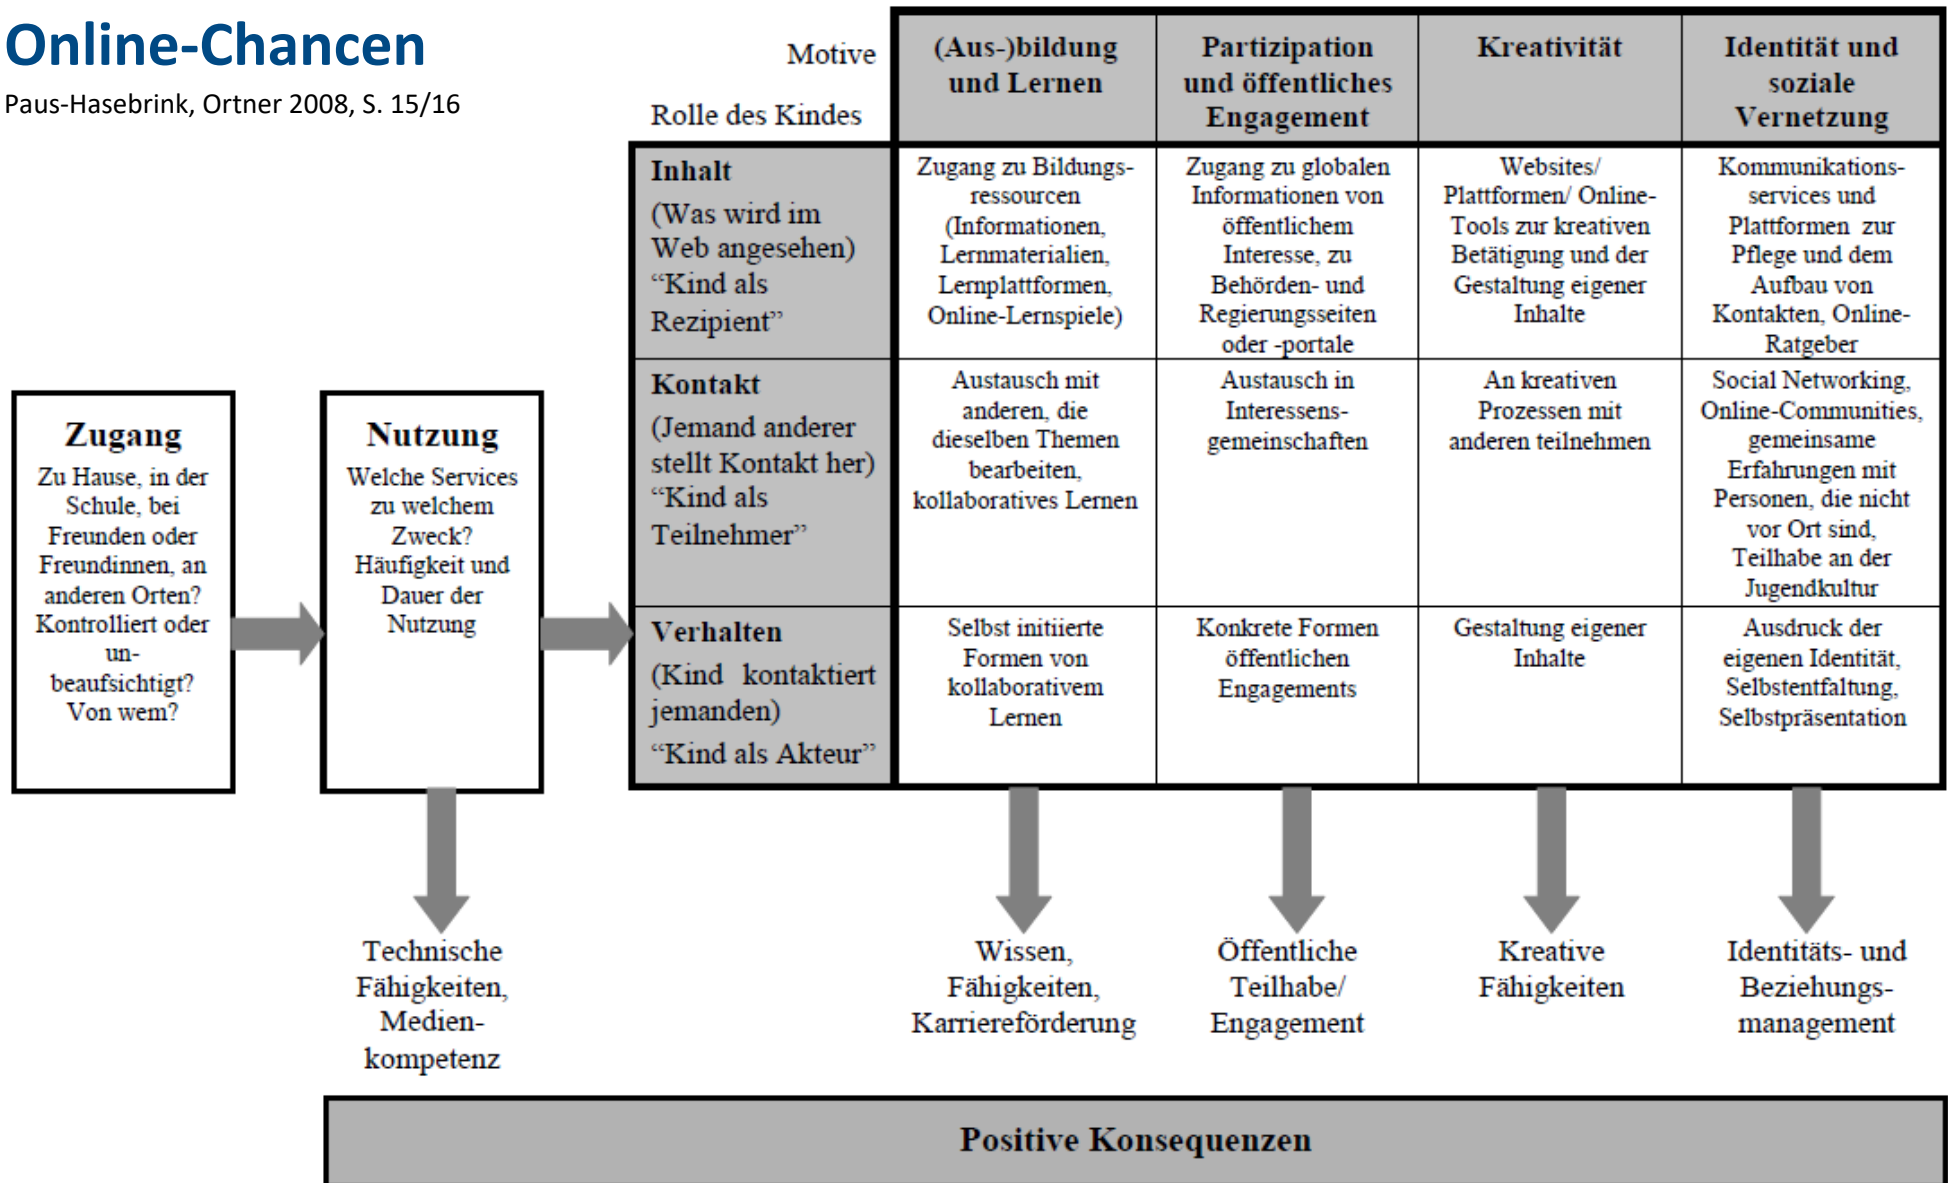 Online-Chancen
Paus-Hasebrink, Ortner 2008, S. 15/16
Motive
Rolle des Kindes
(Aus-)bildung
und Lernen
Partizipation
und öffentliches
Engagement
Kreativität
Identität und
soziale
Vernetzung
Inhalt
(Was wird im
Web angesehen)
“Kind als
Rezipient”
Zugang zu Bildungs-
ressourcen
(Informationen,
Lernmaterialien,
Lernplattformen,
Online-Lernspiele)
Zugang zu globalen
Informationen von
öffentlichem
Interesse, zu
Behörden- und
Regierungsseiten
oder -portale
Websites/
Plattformen/ Online-
Tools zur kreativen
Betätigung und der
Gestaltung eigener
Inhalte
Kommunikations-
services und
Plattformen zur
Pflege und dem
Aufbau von
Kontakten, Online-
Ratgeber
Zugang
Zu Hause, in der
Schule, bei
Freunden oder
Freundinnen, an
anderen Orten?
Kontrolliert oder
un-
beaufsichtigt?
Von wem?
Nutzung
Welche Services
zu welchem
Zweck?
Häufigkeit und
Dauer der
Nutzung
Kontakt
(Jemand anderer
stellt Kontakt her)
“Kind als
Teilnehmer”
Austausch mit
anderen, die
dieselben Themen
bearbeiten,
kollaboratives Lernen
Austausch in
Interessens-
gemeinschaften
An kreativen
Prozessen mit
anderen teilnehmen
Social Networking,
Online-Communities,
gemeinsame
Erfahrungen mit
Personen, die nicht
vor Ort sind,
Teilhabe an der
Jugendkultur
Verhalten
(Kind kontaktiert
jemanden)
“Kind als Akteur”
Selbst initiierte
Formen von
kollaborativem
Lernen
Konkrete Formen
öffentlichen
Engagements
Gestaltung eigener
Inhalte
Ausdruck der
eigenen Identität,
Selbstentfaltung,
Selbstpräsentation
Technische
Fähigkeiten,
Medien-
kompetenz
Wissen,
Fähigkeiten,
Karriereförderung
Öffentliche
Teilhabe/
Engagement
Kreative
Fähigkeiten
Identitäts- und
Beziehungs-
management
Positive Konsequenzen